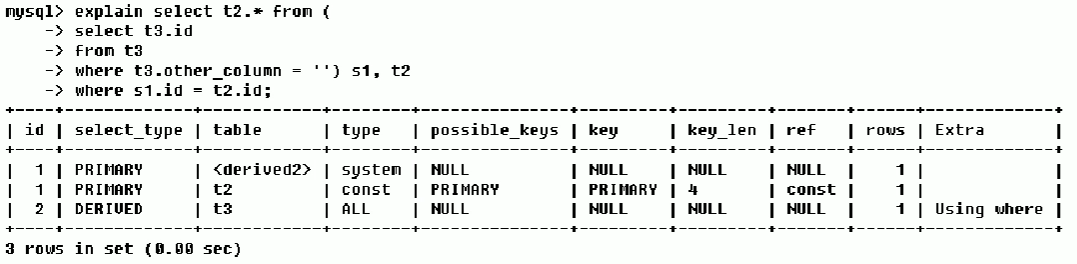 mysql> explain select t2.* from (
    -> select t3.id
    -> from t3
    -> where t3.other_column = '') s1, t2
    -> where s1.id = t2.id;
+----+-------------+------------+--------+---------------+---------+---------+-------+------+-------------+
| id | select_type | table      | type   | possible_keys | key     | key_len | ref   | rows | Extra       |
+----+-------------+------------+--------+---------------+---------+---------+-------+------+-------------+
|  1 | PRIMARY     | <derived2> | system | NULL          | NULL    | NULL    | NULL  |    1 |             |
|  1 | PRIMARY     | t2         | const  | PRIMARY       | PRIMARY | 4       | const |    1 |             |
|  2 | DERIVED     | t3         | ALL    | NULL          | NULL    | NULL    | NULL  |    1 | Using where |
+----+-------------+------------+--------+---------------+---------+---------+-------+------+-------------+
3 rows in set (0.00 sec)